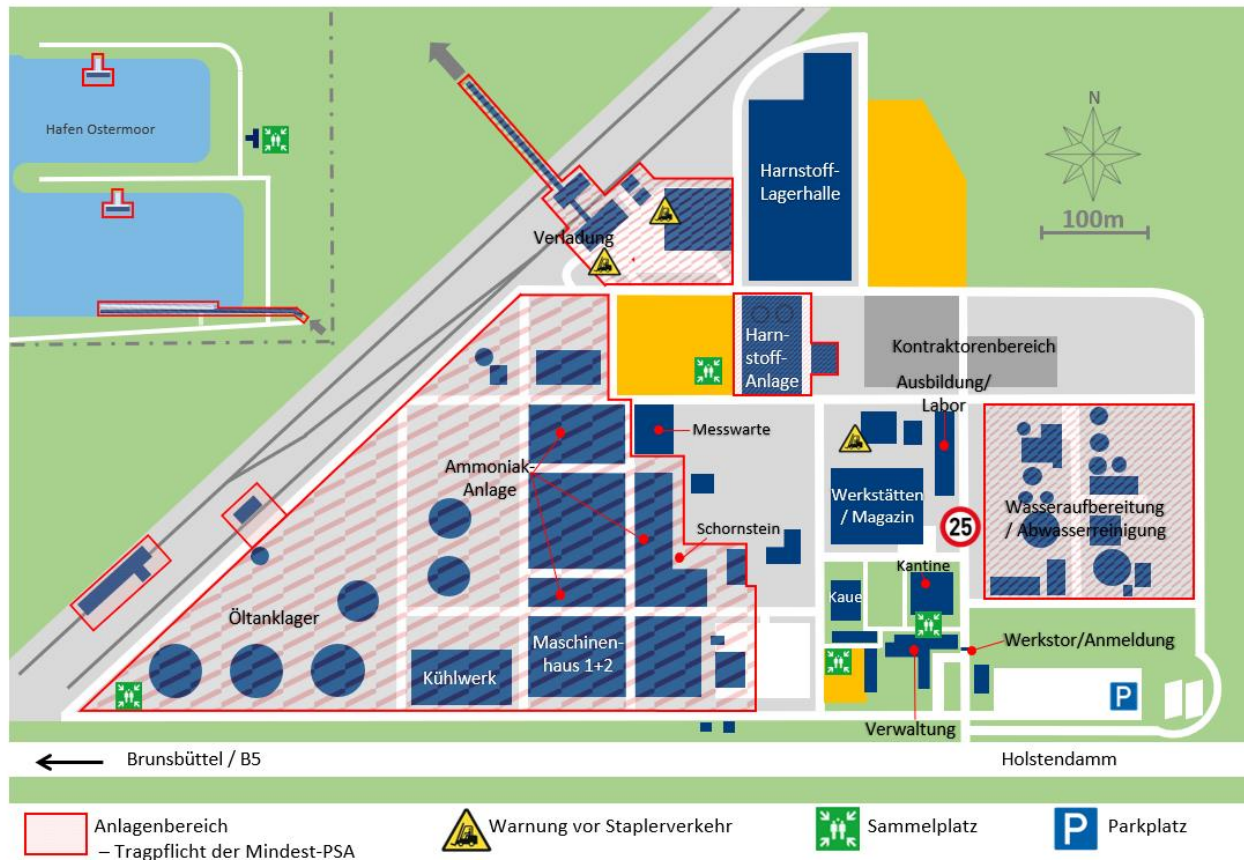 Hafen Ostermoor
N
100m
Harnstoff-
Lagerhalle
Verladung
Harn-
stoff-
Anlage
Kontraktorenbereich
Ausbildung/
Labor
Messwarte
Ammoniak-
Anlage
Werkstätten
/ Magazin
25
Wasseraufbereitung
/ Abwasserreinigung
Schornstein
Kantine
Kaue
Öltanklager
Maschinen-
haus 1+2
Kühlwerk
Werkstor/Anmeldung
P
Verwaltung
Brunsbüttel / B5
Holstendamm
Anlagenbereich
– Tragpflicht der Mindest-PSA
Warnung vor Staplerverkehr
Sammelplatz
P
Parkplatz